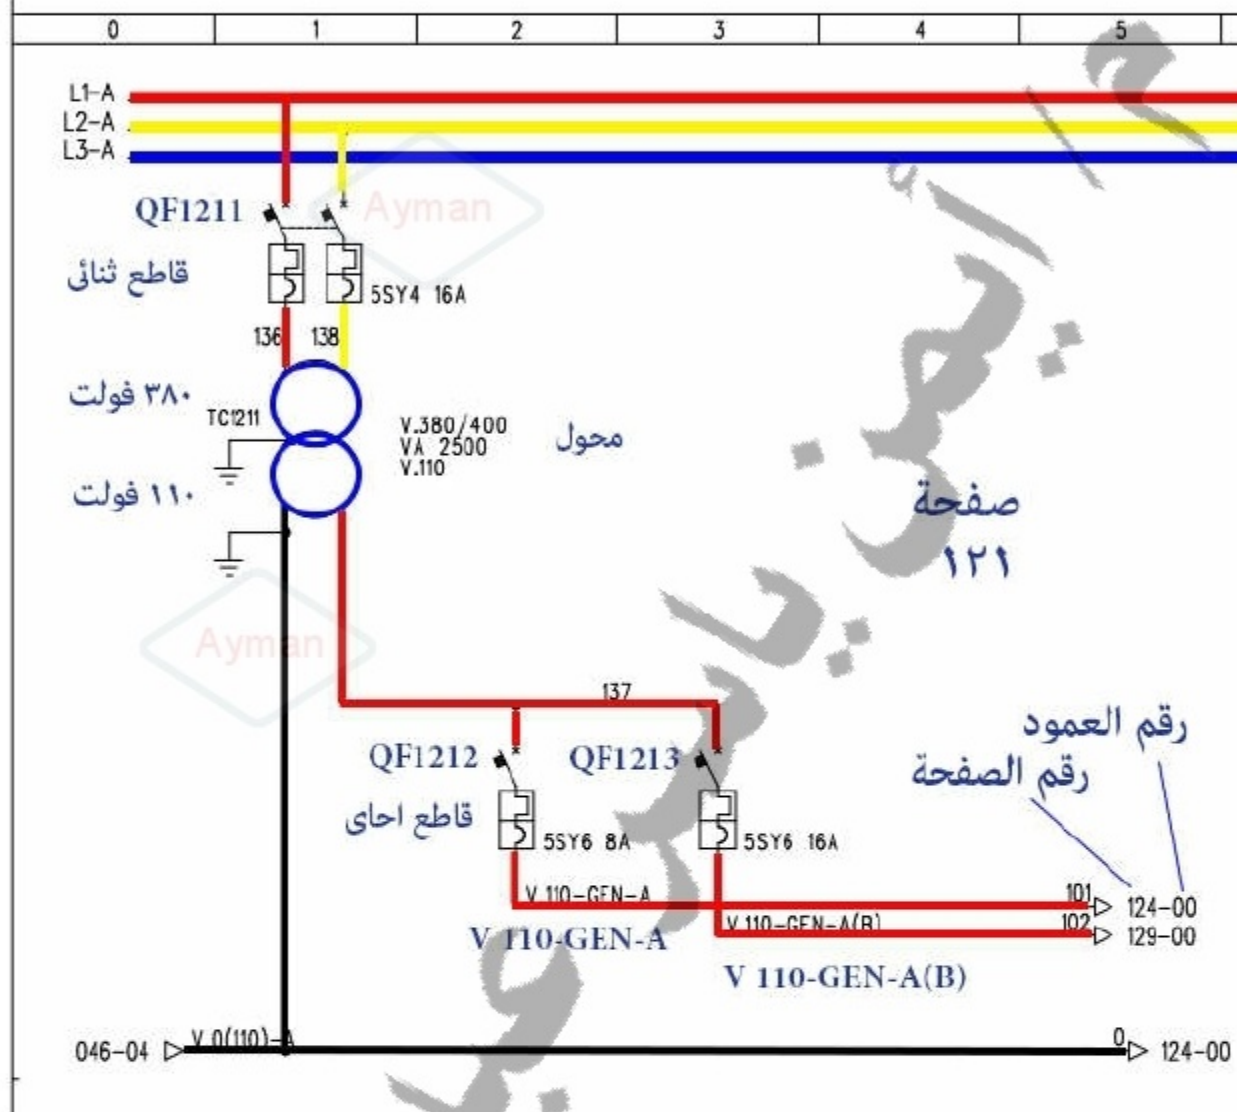 0 1 2 3 4 5
L1-A
L2-A
L3-A
QF1211
Ayman
قاطع ثنائى
5SY4 16A
136 138
٣٨٠ فولت
TC1211
V.380/400
VA 2500
V.110
محول
١١٠ فولت
صفحة
١٢١
Ayman
137
رقم العمود
رقم الصفحة
QF1212 QF1213
قاطع احاى
5SY6 8A 5SY6 16A
V 110-GEN-A 101 124-00
V 110-GEN-A(B) 102 129-00
V 110-GEN-A
V 110-GEN-A(B)
046-04 V 0(110)-A 0 124-00